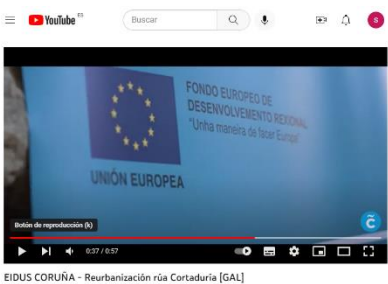 YouTube ES
Buscar
S
FONDO EUROPEO DE
DESENVOLVEMENTO REXIONAL
"Unha maneira de facer Europa"
UNIÓN EUROPEA
Botón de reproducción (k)
0:37 / 0:57
EIDUS CORUÑA - Reurbanización rúa Cortaduría [GAL]